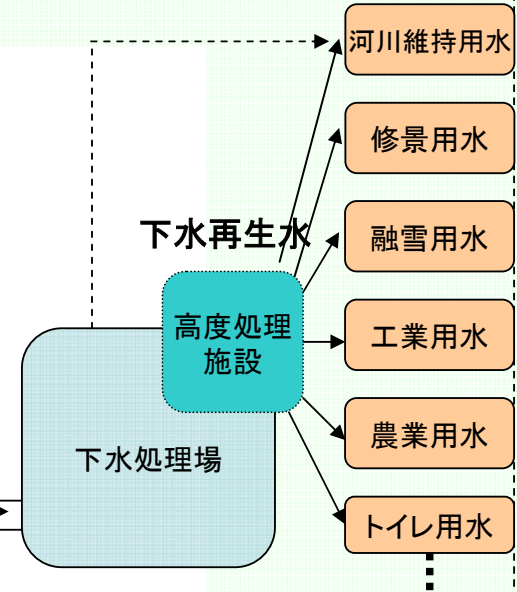 河川維持用水
修景用水
下水再生水
融雪用水
高度処理
施設
工業用水
農業用水
下水処理場
トイレ用水